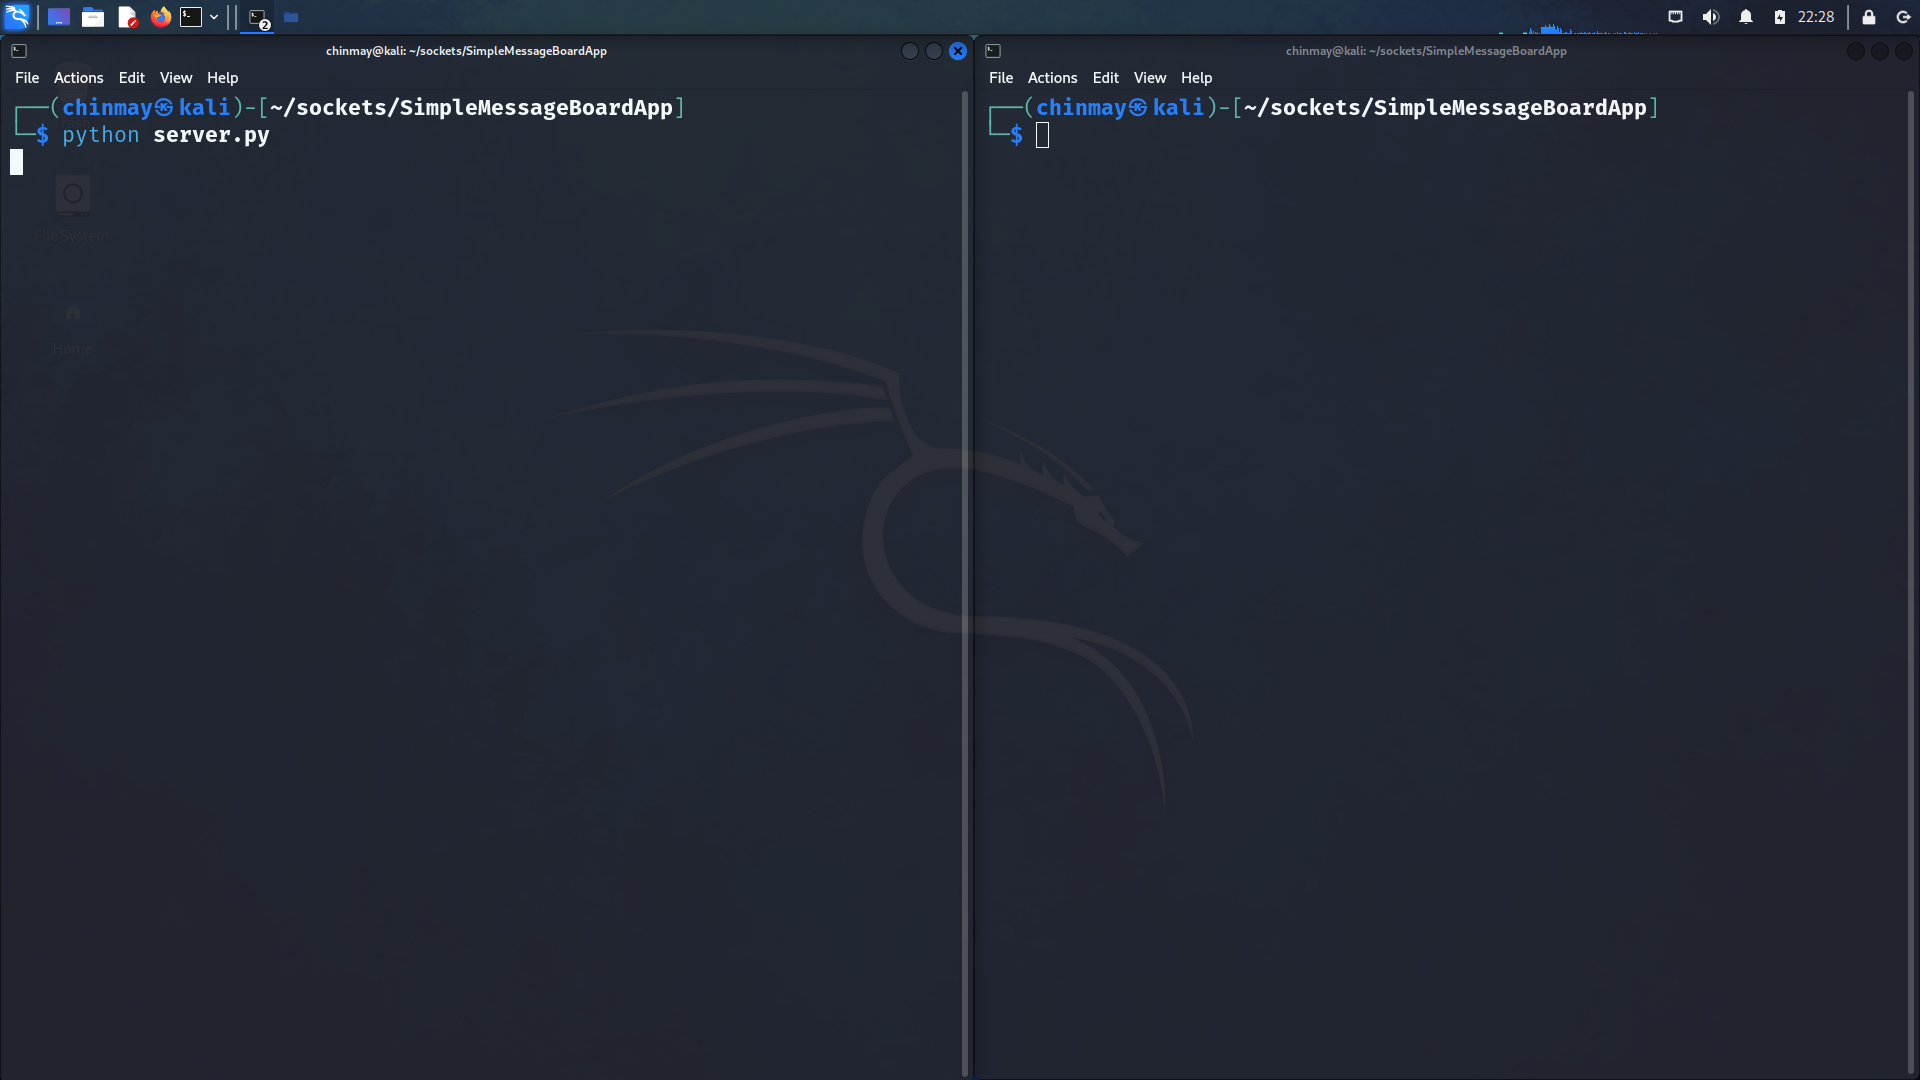 22:28
chinmay@kali: ~/sockets/SimpleMessageBoardApp
File Actions Edit View Help
┌──(chinmay㉿kali)-[~/sockets/SimpleMessageBoardApp]
└─$ python server.py
File System
Home
chinmay@kali: ~/sockets/SimpleMessageBoardApp
File Actions Edit View Help
┌──(chinmay㉿kali)-[~/sockets/SimpleMessageBoardApp]
└─$
2